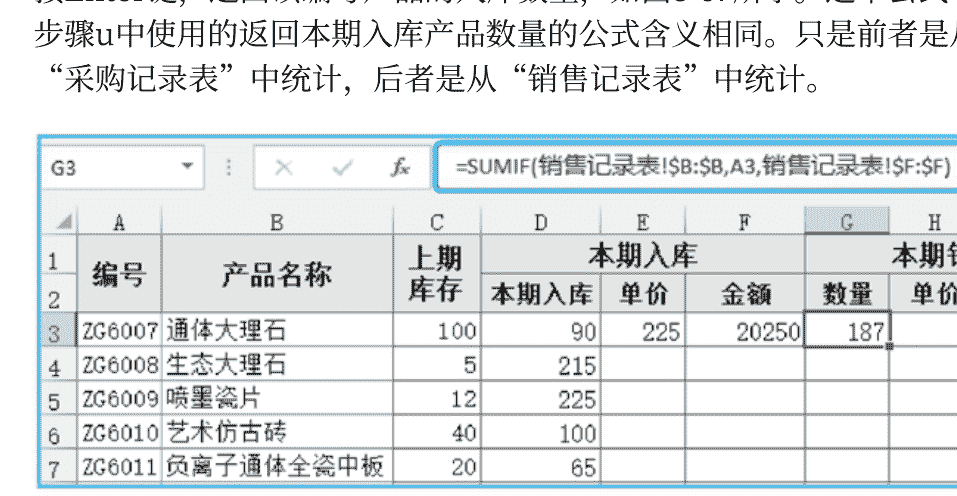 步骤u中使用的返回本期入库产品数量的公式含义相同。只是前者是从
“采购记录表”中统计，后者是从“销售记录表”中统计。
G3 fx =SUMIF(销售记录表!$B:$B,A3,销售记录表!$F:$F)
A B C D E F G H
1 编号 产品名称 上期库存 本期入库 本期
2 本期入库 单价 金额 数量 单价
3 ZG6007 通体大理石 100 90 225 20250 187
4 ZG6008 生态大理石 5 215
5 ZG6009 喷墨瓷片 12 225
6 ZG6010 艺术仿古砖 40 100
7 ZG6011 负离子通体全瓷中板 20 65